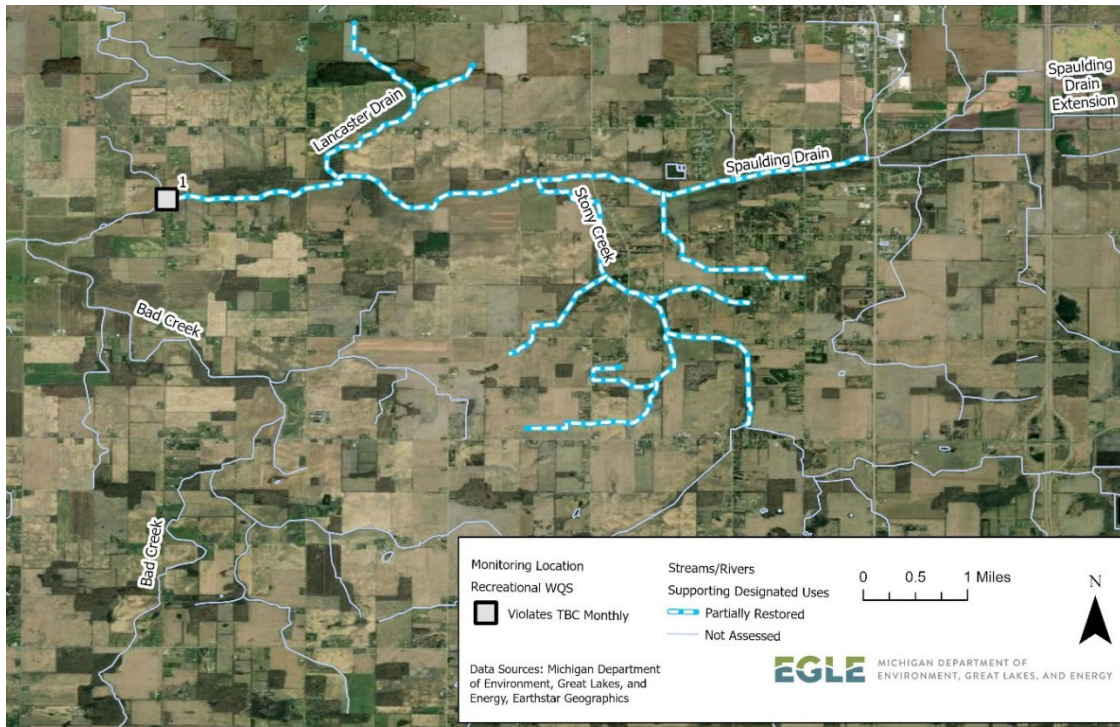 Spaulding
Drain
Extension
Lancaster Drain
Spaulding Drain
1
Stony Creek
Bad Creek
Bad Creek
Monitoring Location
Recreational WQS
Violates TBC Monthly
Data Sources: Michigan Department
of Environment, Great Lakes, and
Energy, Earthstar Geographics
Streams/Rivers
Supporting Designated Uses
Partially Restored
Not Assessed
0 0.5 1 Miles
N
EGLE
MICHIGAN DEPARTMENT OF
ENVIRONMENT, GREAT LAKES, AND ENERGY